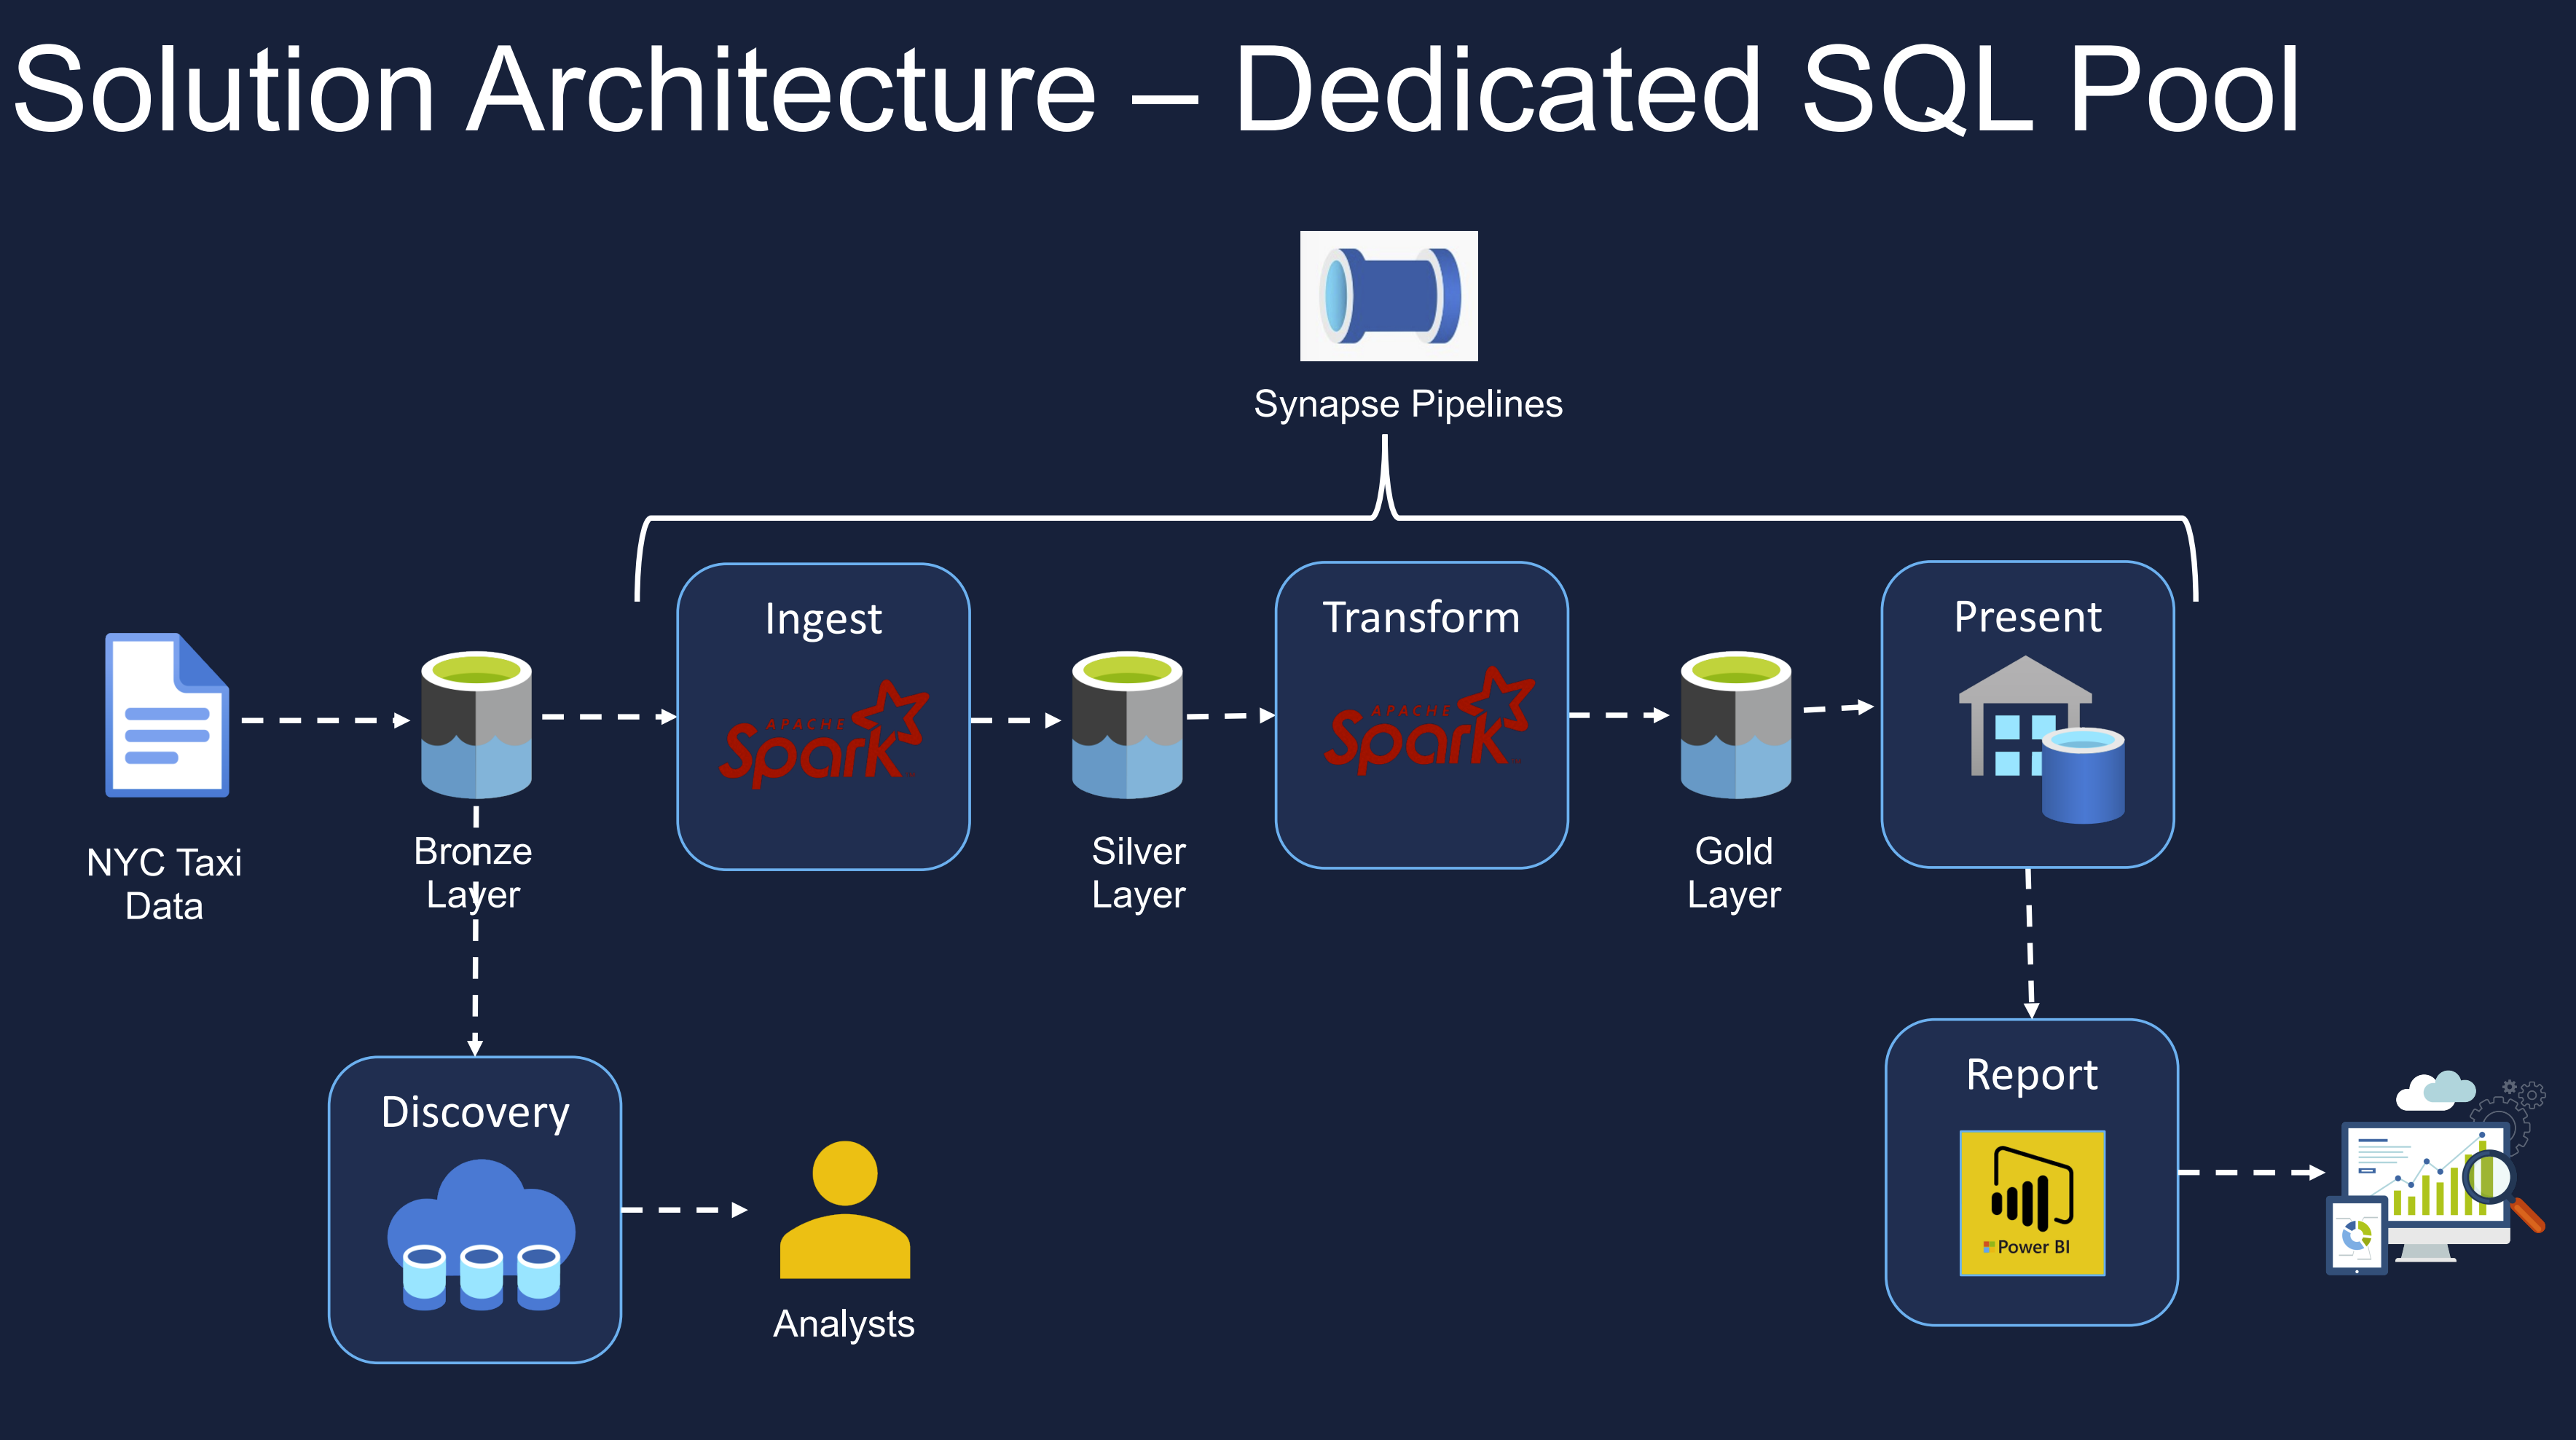 Solution Architecture – Dedicated SQL Pool
Synapse Pipelines
Ingest
Transform
Present
APACHE
Spark
APACHE
Spark
NYC Taxi
Data
Bronze
Layer
Silver
Layer
Gold
Layer
Discovery
Analysts
Report
Power BI